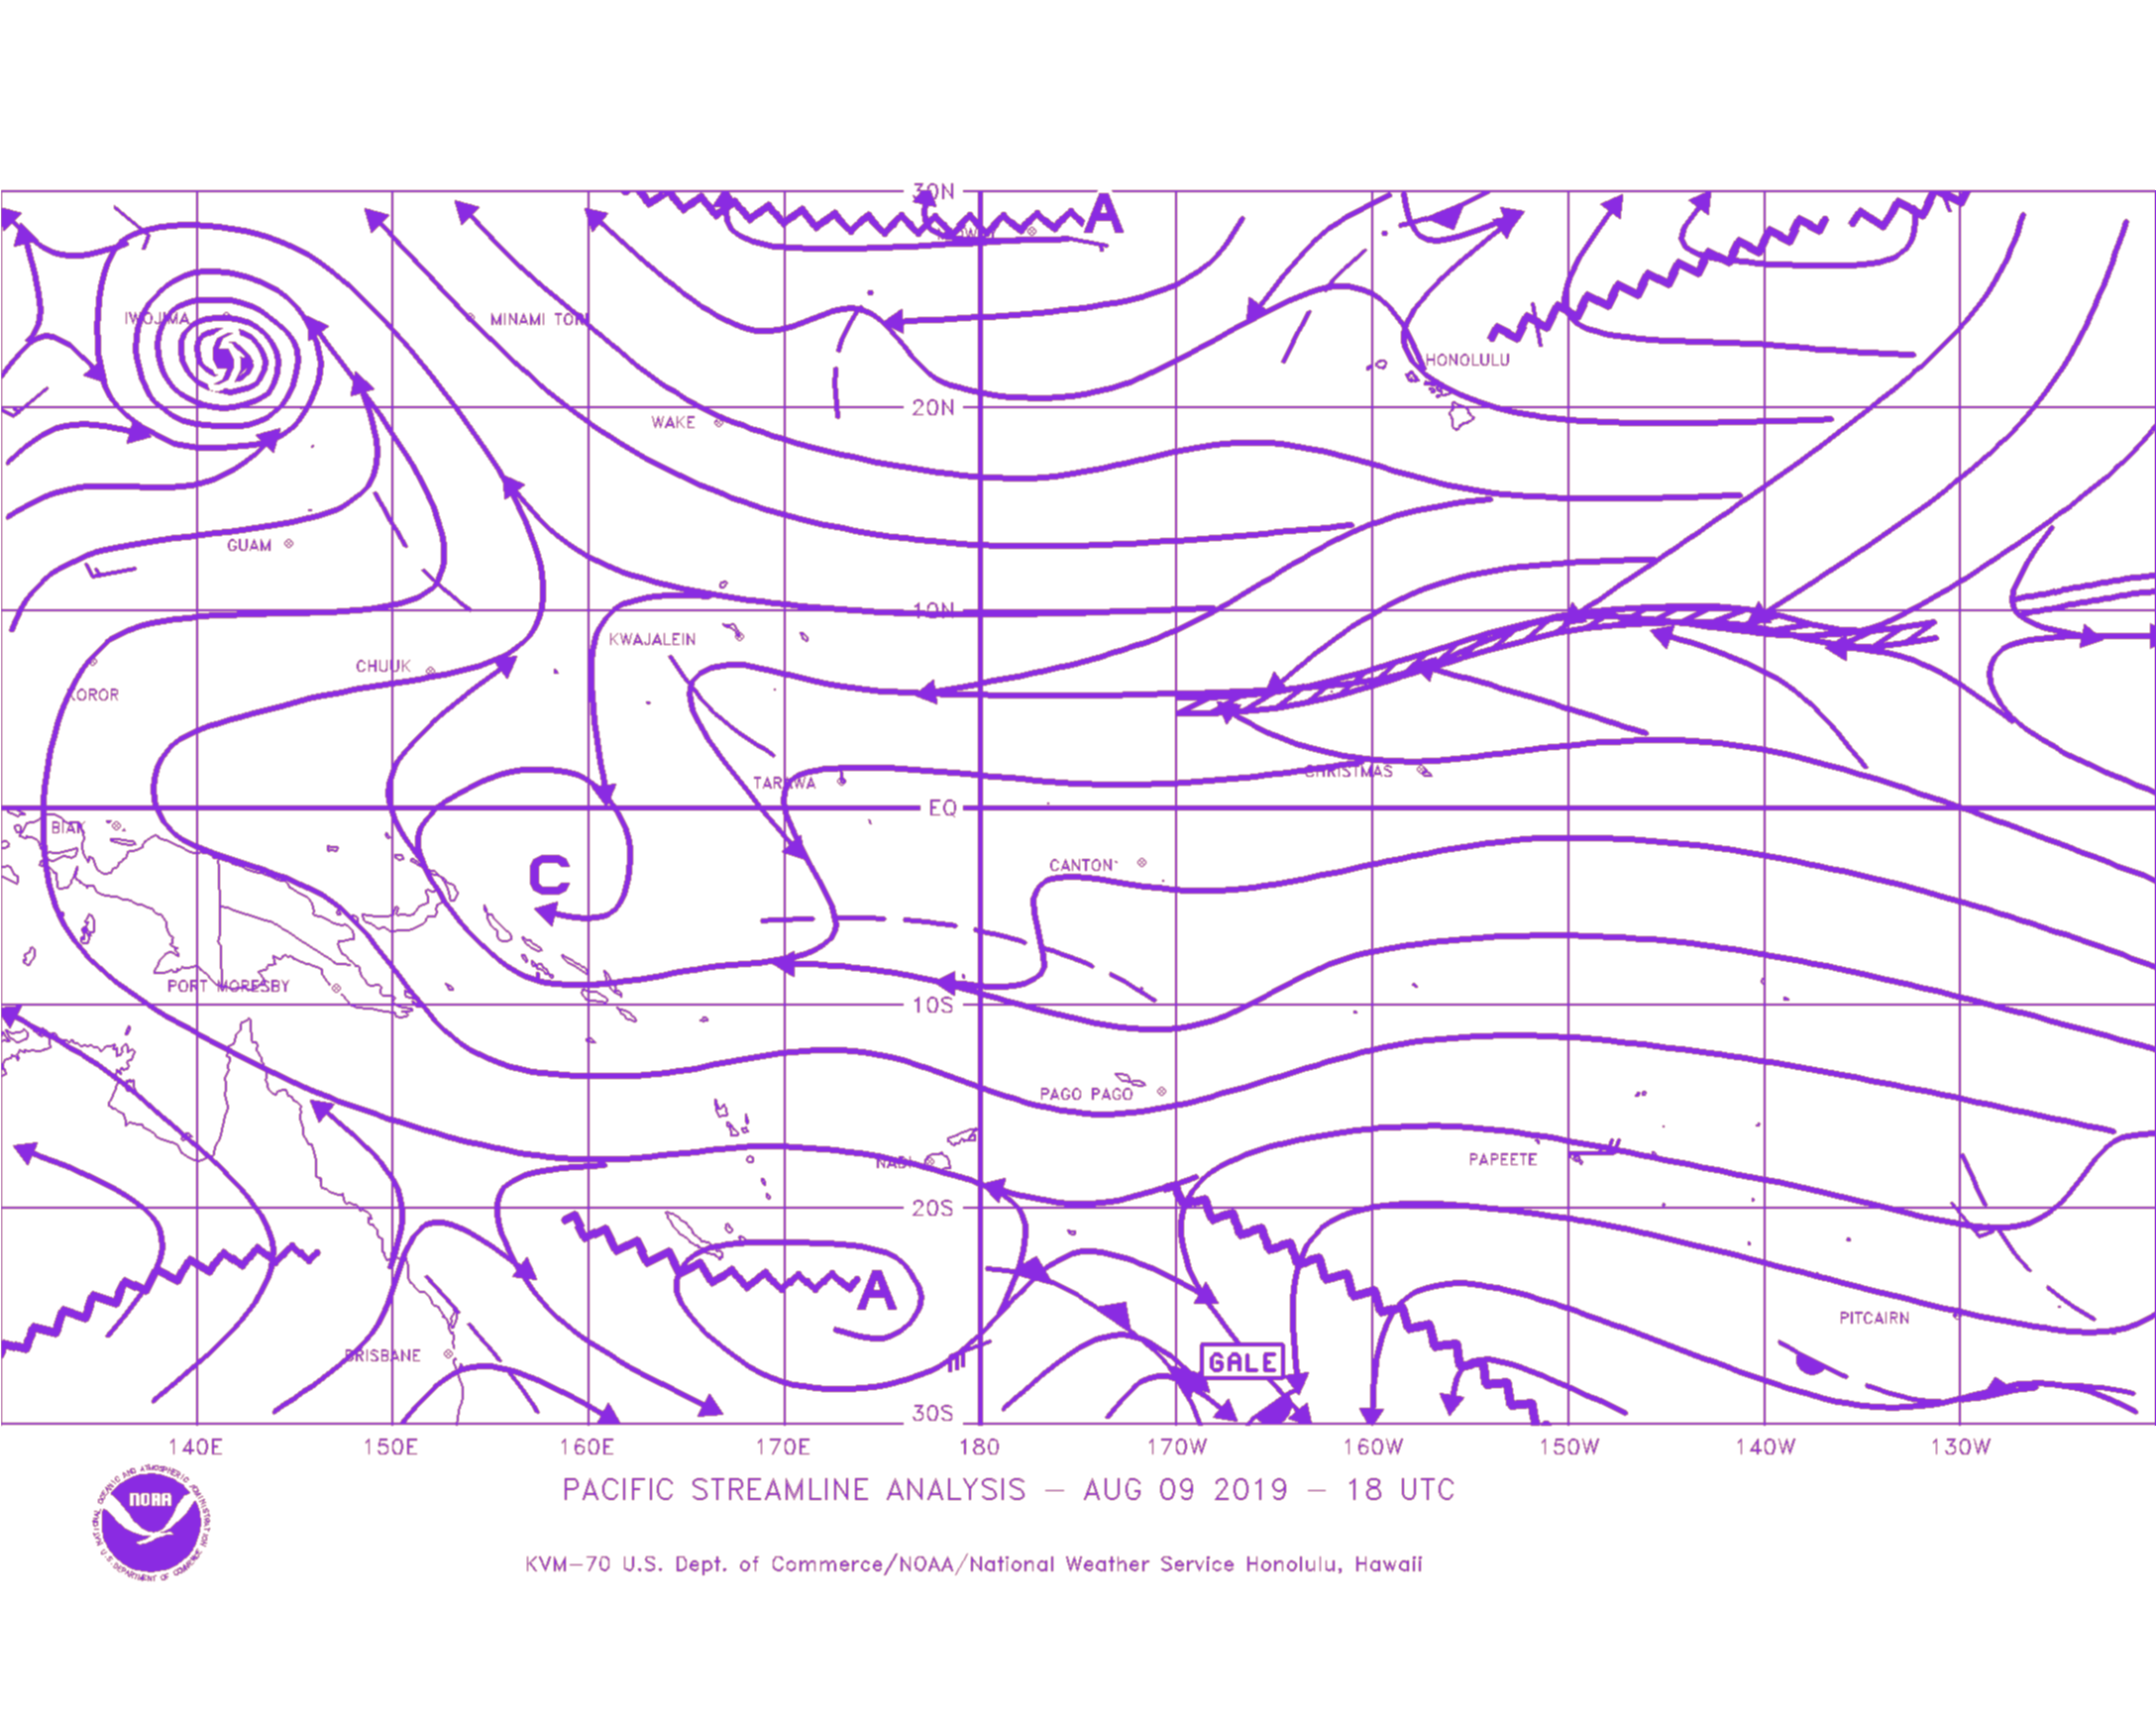 30N
A
MINAMI TORI
IWOJIMA
HONOLULU
20N
WAKE
GUAM
10N
KWAJALEIN
CHUUK
KOROR
CHRISTMAS
TARAWA
EQ
BIAK
CANTON
C
PORT MORESBY
10S
PAGO PAGO
PAPEETE
NADI
20S
A
PITCAIRN
BRISBANE
GALE
30S
140E 150E 160E 170E 180 170W 160W 150W 140W 130W
PACIFIC STREAMLINE ANALYSIS – AUG 09 2019 – 18 UTC
NATIONAL OCEANIC AND ATMOSPHERIC ADMINISTRATION
NOAA
U.S. DEPARTMENT OF COMMERCE
KVM–70 U.S. Dept. of Commerce/NOAA/National Weather Service Honolulu, Hawaii